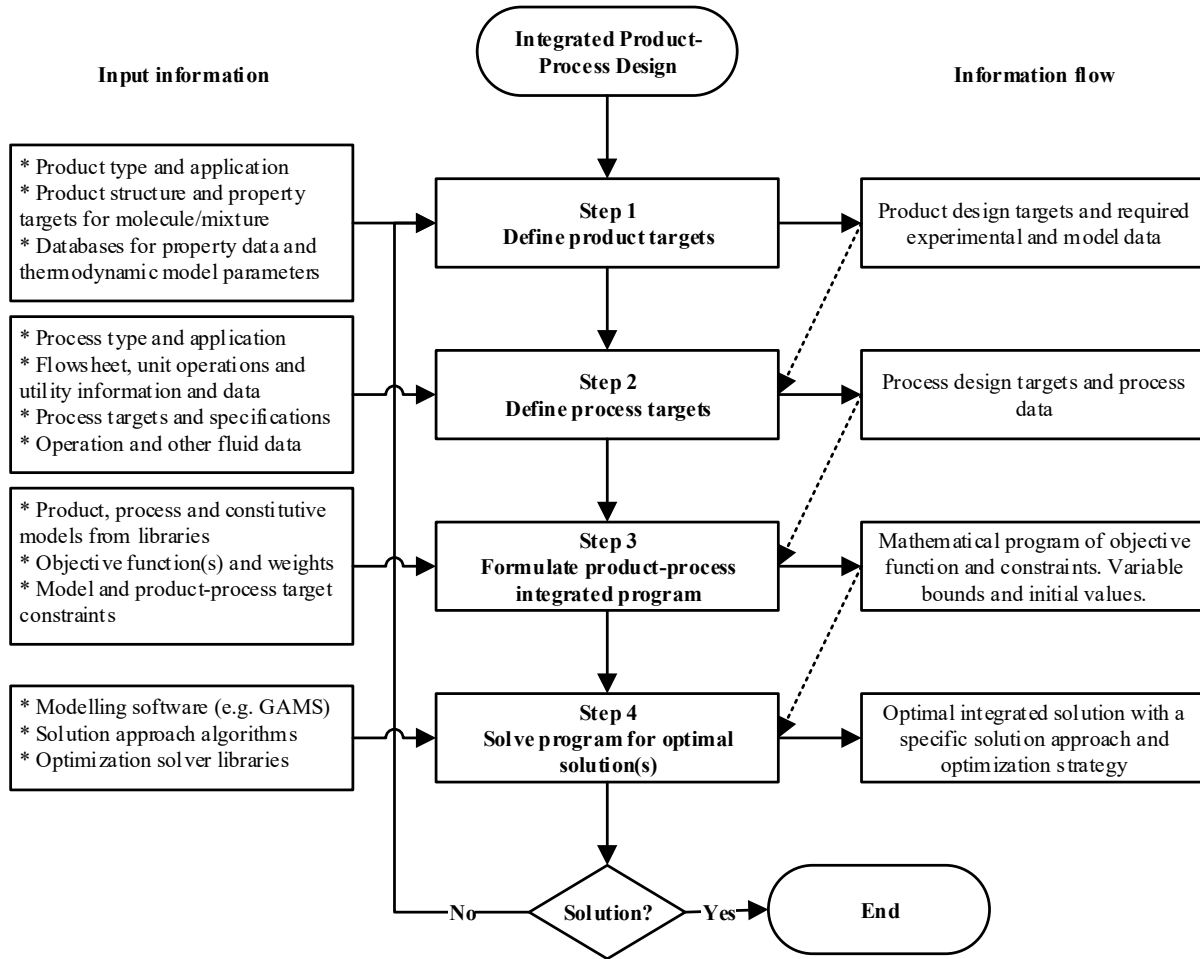 Integrated Product-
Process Design
Input information
Information flow
* Product type and application
* Product structure and property
targets for molecule/mixture
* Databases for property data and
thermodynamic model parameters
Step 1
Define product targets
Product design targets and required
experimental and model data
* Process type and application
* Flowsheet, unit operations and
utility information and data
* Process targets and specifications
* Operation and other fluid data
Step 2
Define process targets
Process design targets and process
data
* Product, process and constitutive
models from libraries
* Objective function(s) and weights
* Model and product-process target
constraints
Step 3
Formulate product-process
integrated program
Mathematical program of objective
function and constraints. Variable
bounds and initial values.
* Modelling software (e.g. GAMS)
* Solution approach algorithms
* Optimization solver libraries
Step 4
Solve program for optimal
solution(s)
Optimal integrated solution with a
specific solution approach and
optimization strategy
No
Solution?
Yes
End